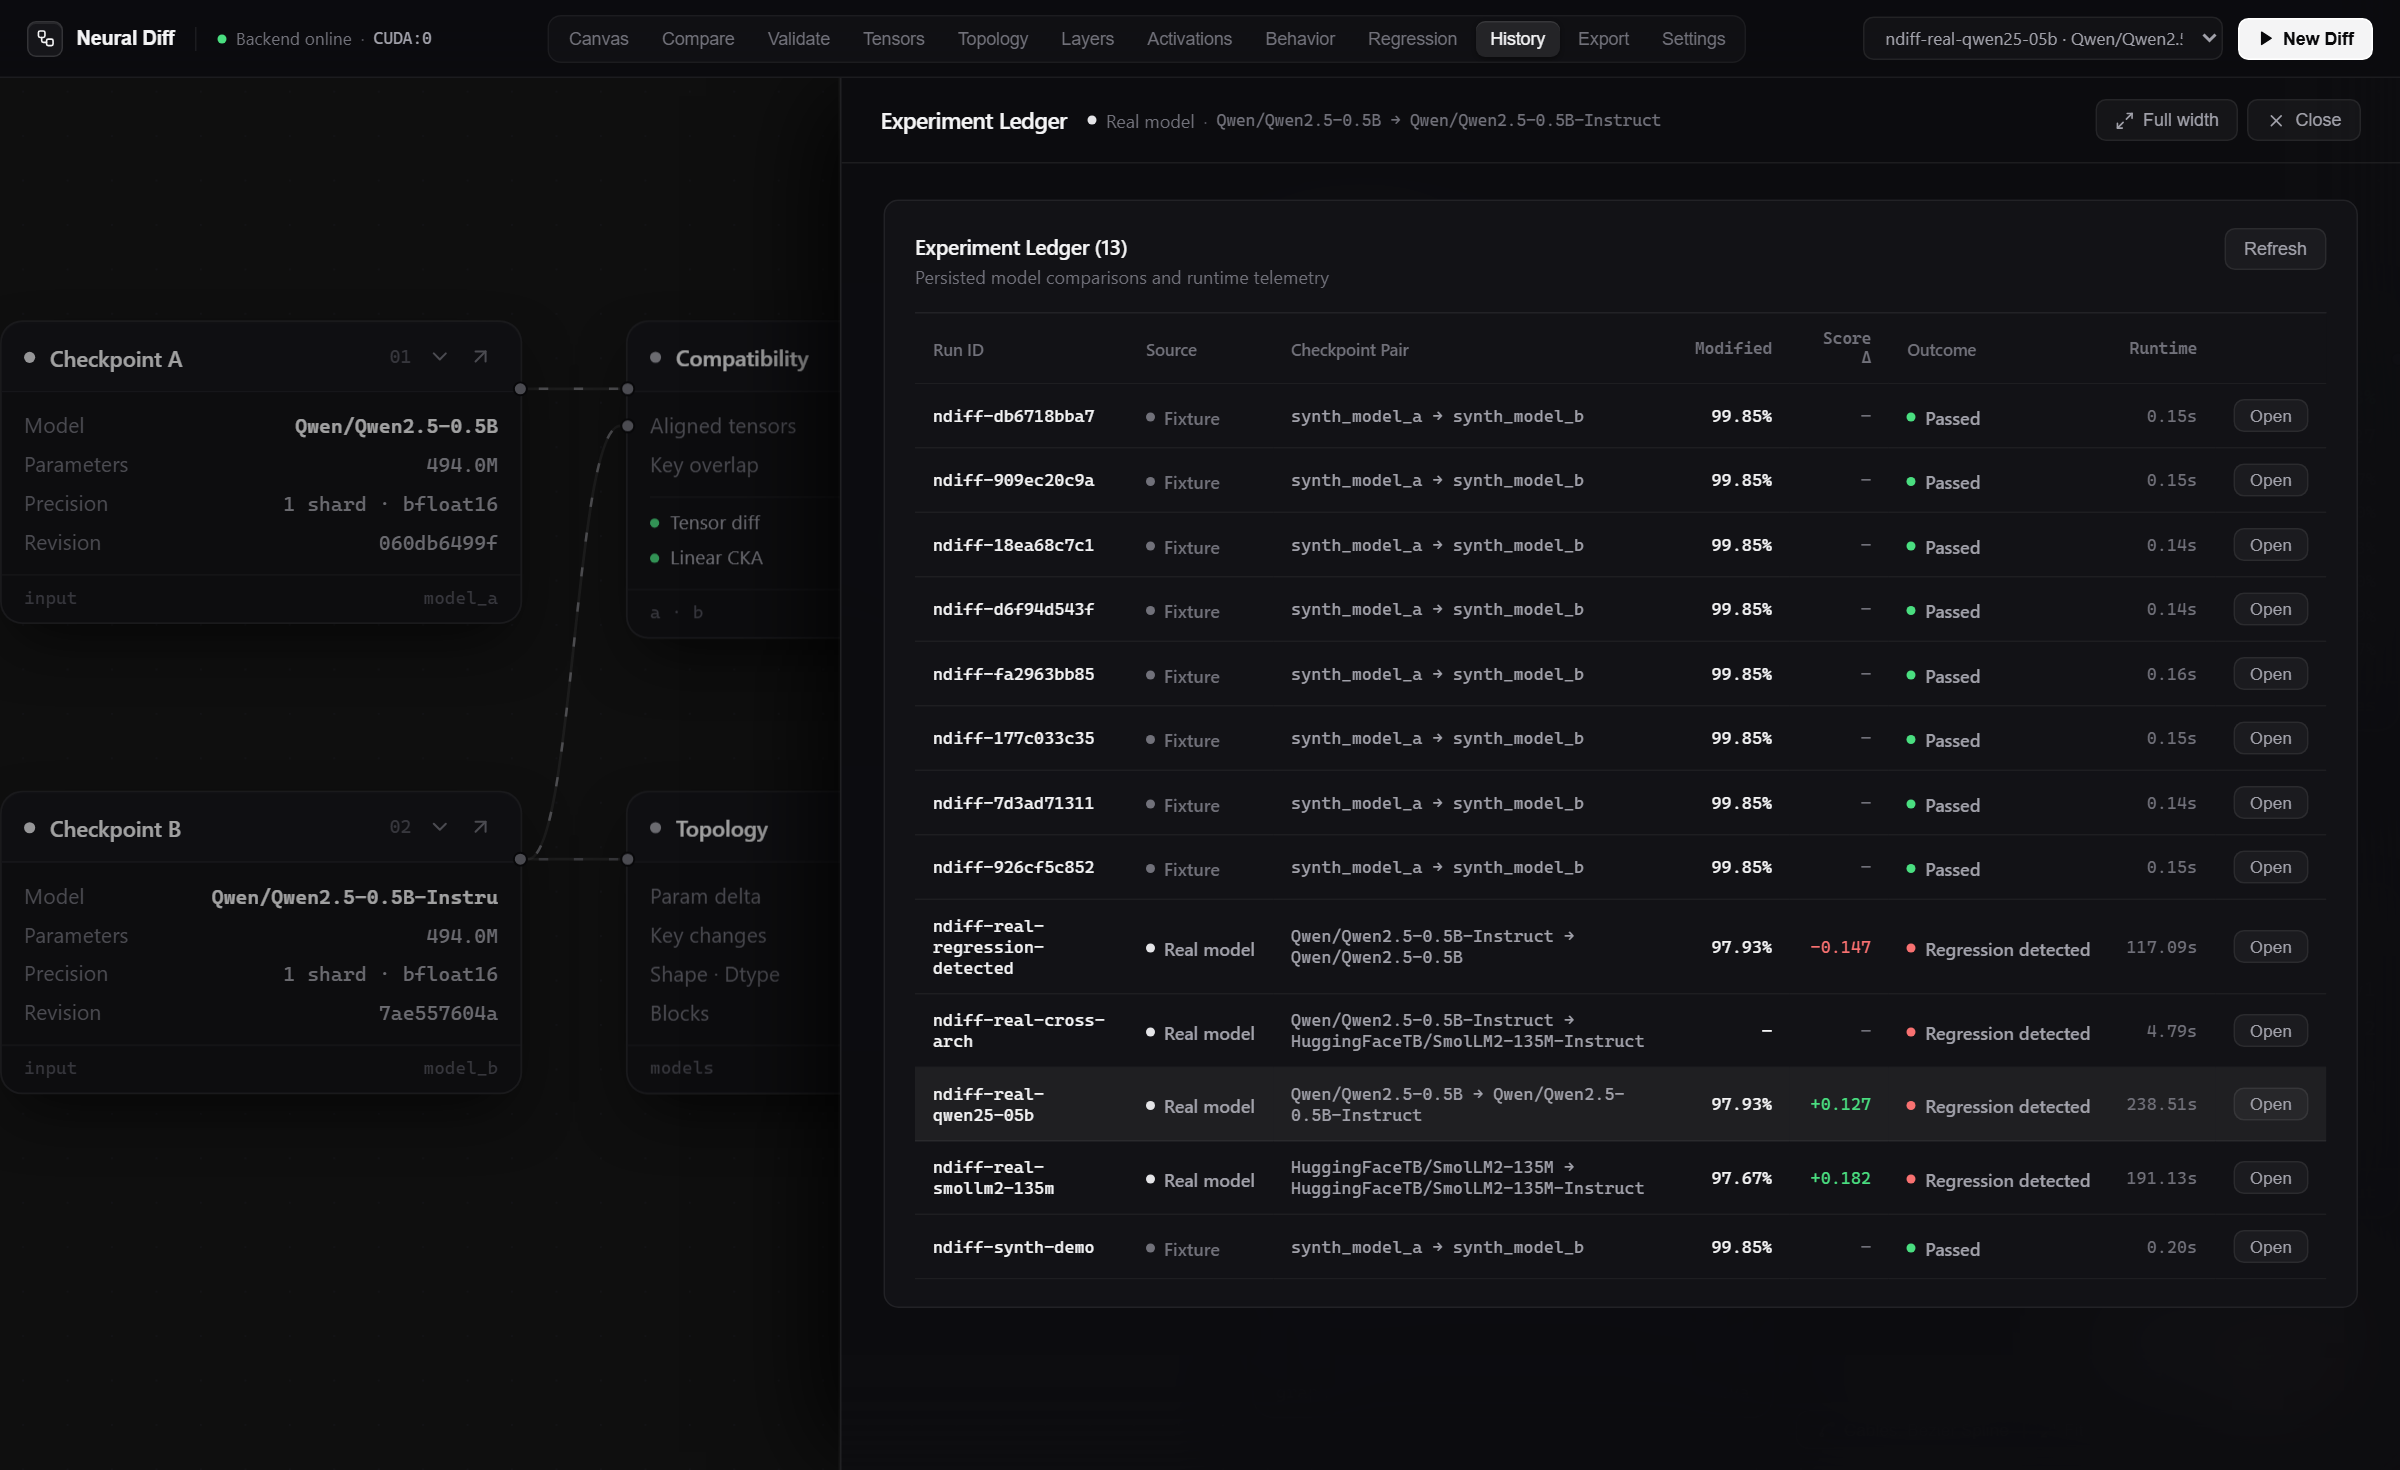 Neural Diff
Backend online · CUDA:0
Canvas Compare Validate Tensors Topology Layers Activations Behavior Regression History Export Settings
ndiff-real-qwen25-05b · Qwen/Qwen2.
New Diff
Checkpoint A 01
Model Qwen/Qwen2.5-0.5B
Parameters 494.0M
Precision 1 shard · bfloat16
Revision 060db6499f
input model_a
Compatibility
Aligned tensors
Key overlap
Tensor diff
Linear CKA
a · b
Checkpoint B 02
Model Qwen/Qwen2.5-0.5B-Instru
Parameters 494.0M
Precision 1 shard · bfloat16
Revision 7ae557604a
input model_b
Topology
Param delta
Key changes
Shape · Dtype
Blocks
models
Experiment Ledger Real model · Qwen/Qwen2.5-0.5B → Qwen/Qwen2.5-0.5B-Instruct
Full width
Close
Experiment Ledger (13)
Persisted model comparisons and runtime telemetry
Refresh
Run ID Source Checkpoint Pair Modified Score Δ Outcome Runtime
ndiff-db6718bba7 Fixture synth_model_a → synth_model_b 99.85% — Passed 0.15s Open
ndiff-909ec20c9a Fixture synth_model_a → synth_model_b 99.85% — Passed 0.15s Open
ndiff-18ea68c7c1 Fixture synth_model_a → synth_model_b 99.85% — Passed 0.14s Open
ndiff-d6f94d543f Fixture synth_model_a → synth_model_b 99.85% — Passed 0.14s Open
ndiff-fa2963bb85 Fixture synth_model_a → synth_model_b 99.85% — Passed 0.16s Open
ndiff-177c033c35 Fixture synth_model_a → synth_model_b 99.85% — Passed 0.15s Open
ndiff-7d3ad71311 Fixture synth_model_a → synth_model_b 99.85% — Passed 0.14s Open
ndiff-926cf5c852 Fixture synth_model_a → synth_model_b 99.85% — Passed 0.15s Open
ndiff-real-
regression-
detected
Real model
Qwen/Qwen2.5-0.5B-Instruct →
Qwen/Qwen2.5-0.5B
97.93% −0.147 Regression detected 117.09s Open
ndiff-real-cross-
arch
Real model
Qwen/Qwen2.5-0.5B-Instruct →
HuggingFaceTB/SmolLM2-135M-Instruct
— — Regression detected 4.79s Open
ndiff-real-
qwen25-05b
Real model
Qwen/Qwen2.5-0.5B → Qwen/Qwen2.5-
0.5B-Instruct
97.93% +0.127 Regression detected 238.51s Open
ndiff-real-
smollm2-135m
Real model
HuggingFaceTB/SmolLM2-135M →
HuggingFaceTB/SmolLM2-135M-Instruct
97.67% +0.182 Regression detected 191.13s Open
ndiff-synth-demo Fixture synth_model_a → synth_model_b 99.85% — Passed 0.20s Open